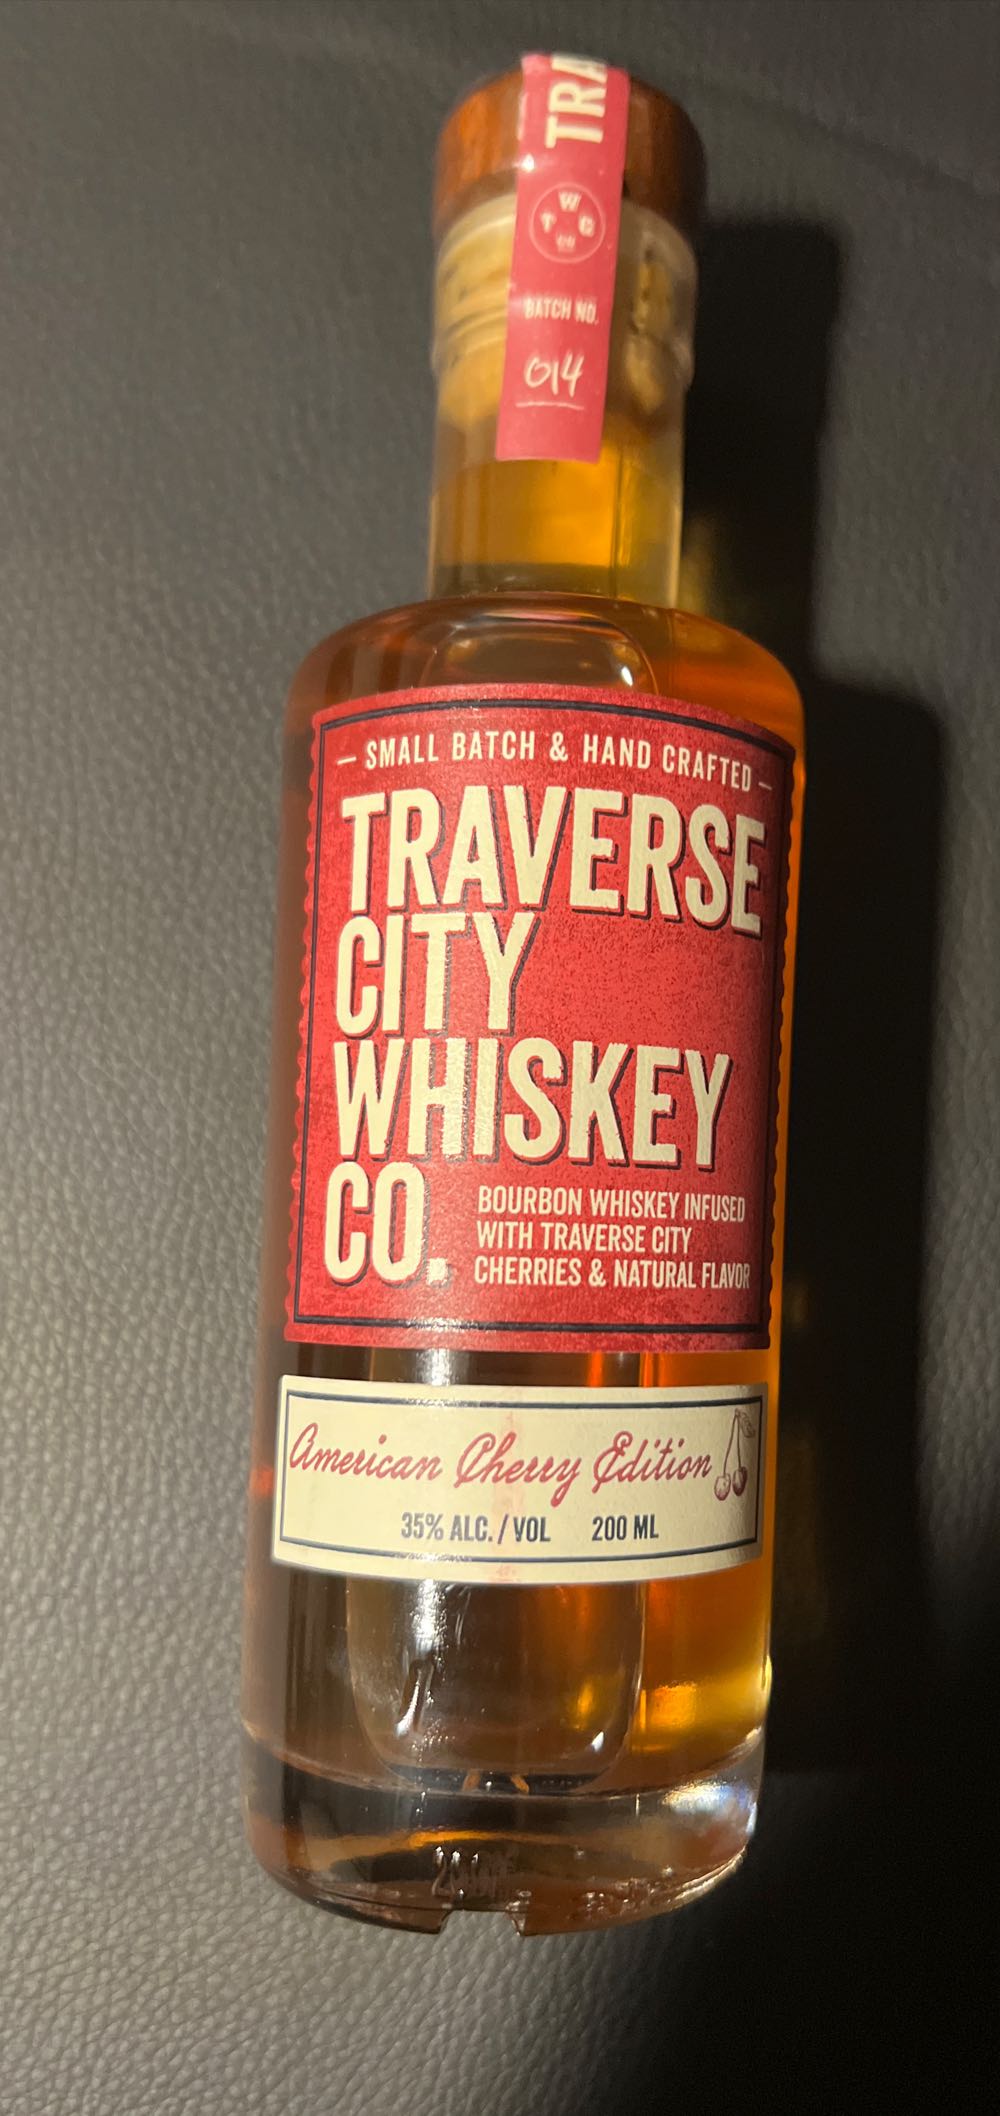 TRA
W
T C
CO
BATCH NO.
014
— SMALL BATCH & HAND CRAFTED —
TRAVERSE
CITY
WHISKEY
CO.
BOURBON WHISKEY INFUSED
WITH TRAVERSE CITY
CHERRIES & NATURAL FLAVOR
American Cherry Edition
35% ALC. / VOL 200 ML